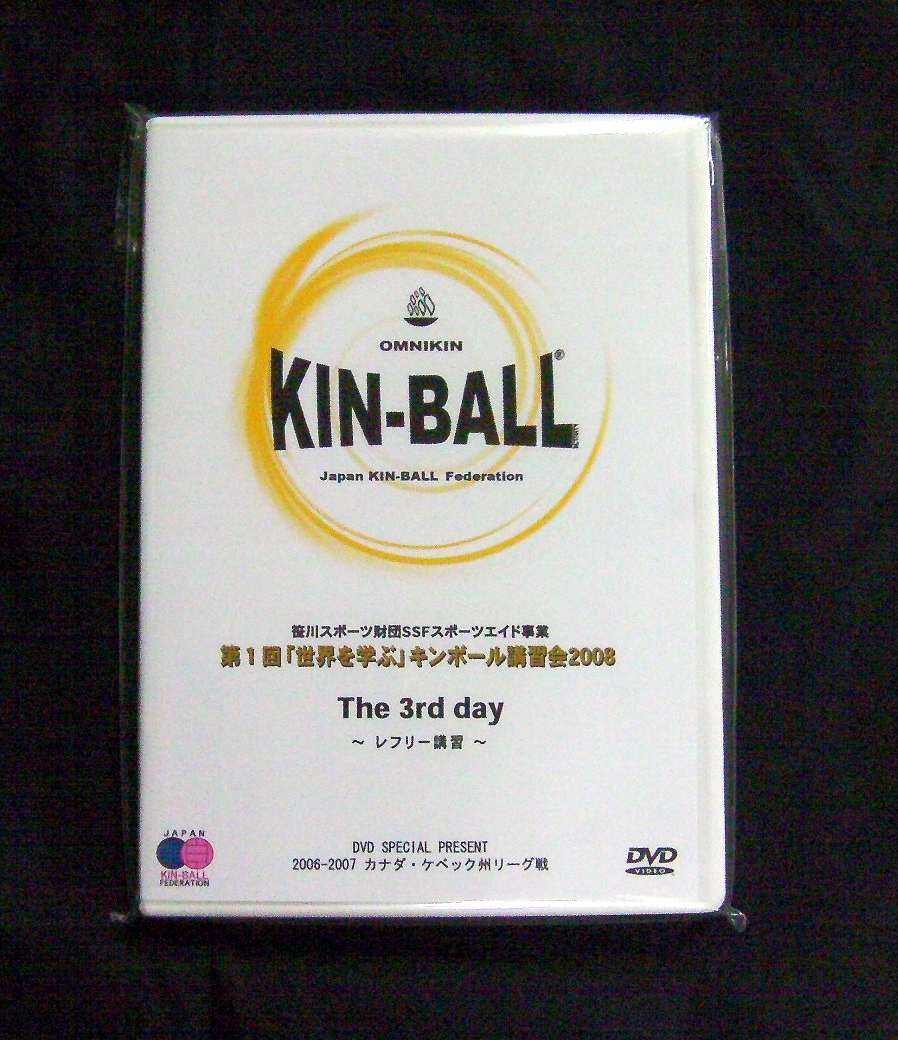 OMNIKIN
KIN-BALL®
Japan KIN-BALL Federation
笹川スポーツ財団SSFスポーツエイド事業
第1回「世界を学ぶ」キンボール講習会2008
The 3rd day
～ レフリー講習 ～
JAPAN
KIN-BALL
FEDERATION
DVD SPECIAL PRESENT
2006-2007 カナダ・ケベック州リーグ戦
DVD
VIDEO